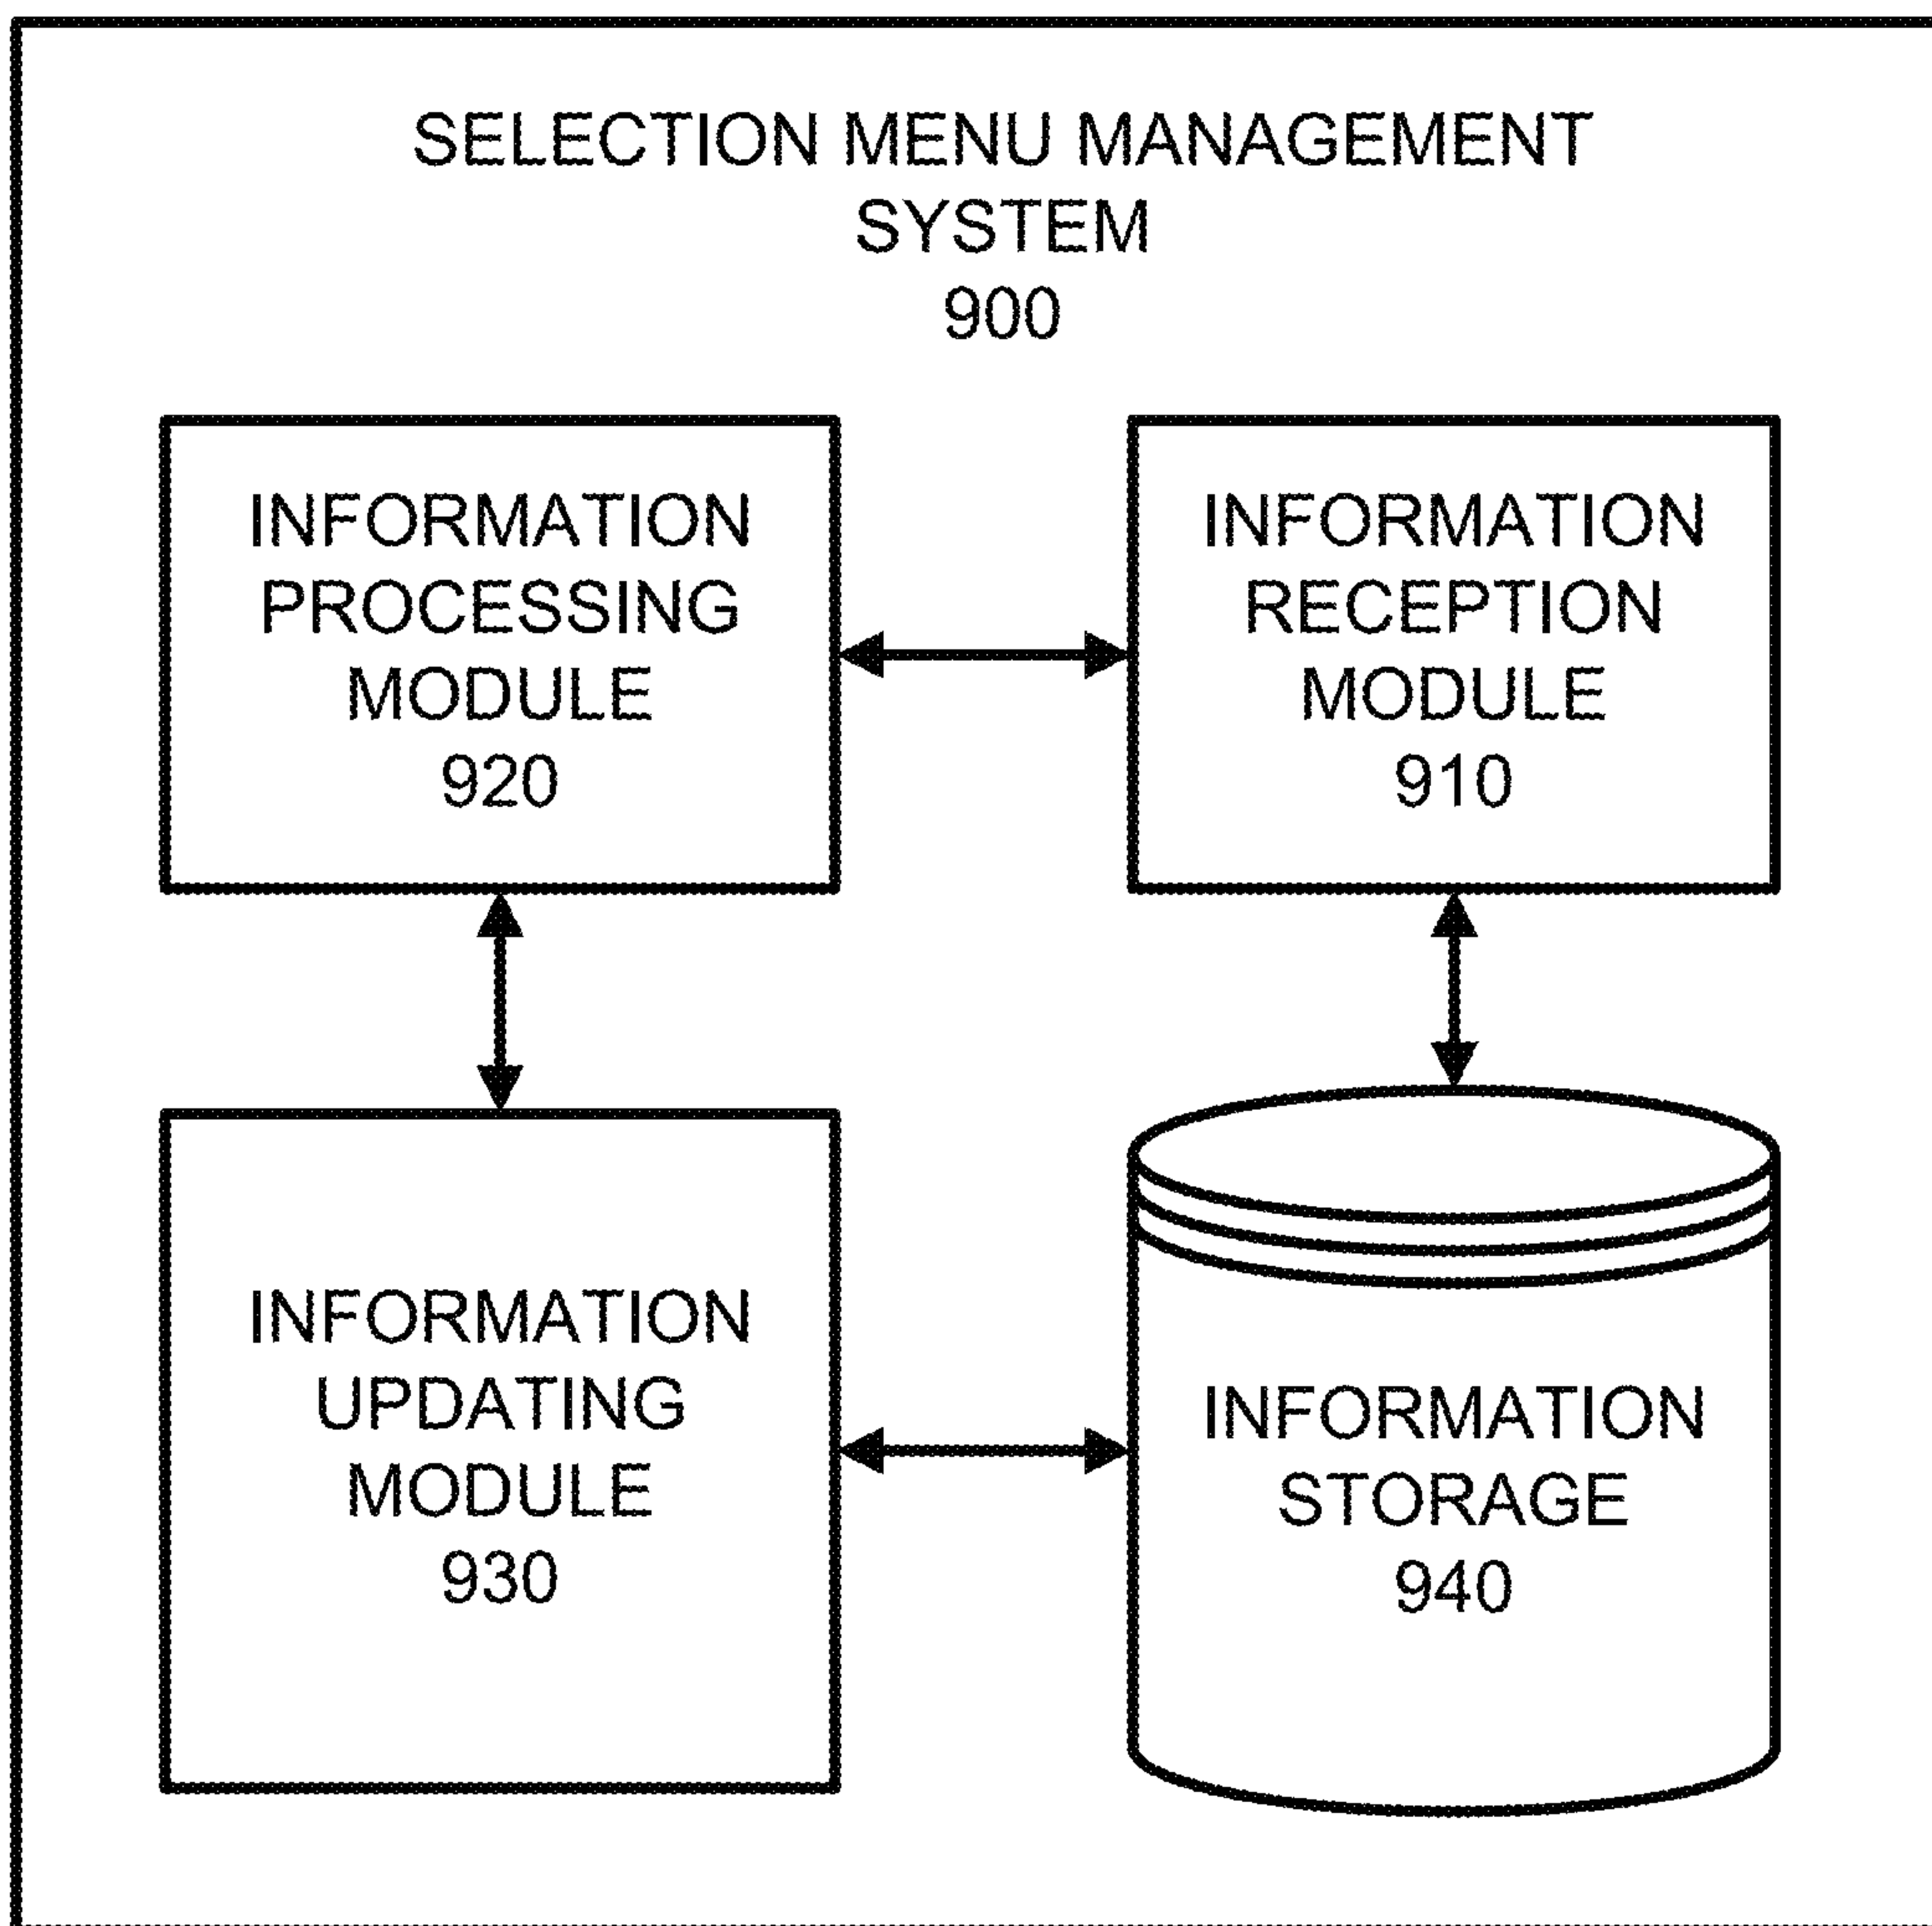 SELECTION MENU MANAGEMENT
SYSTEM
900
INFORMATION
PROCESSING
MODULE
920
INFORMATION
RECEPTION
MODULE
910
INFORMATION
UPDATING
MODULE
930
INFORMATION
STORAGE
940